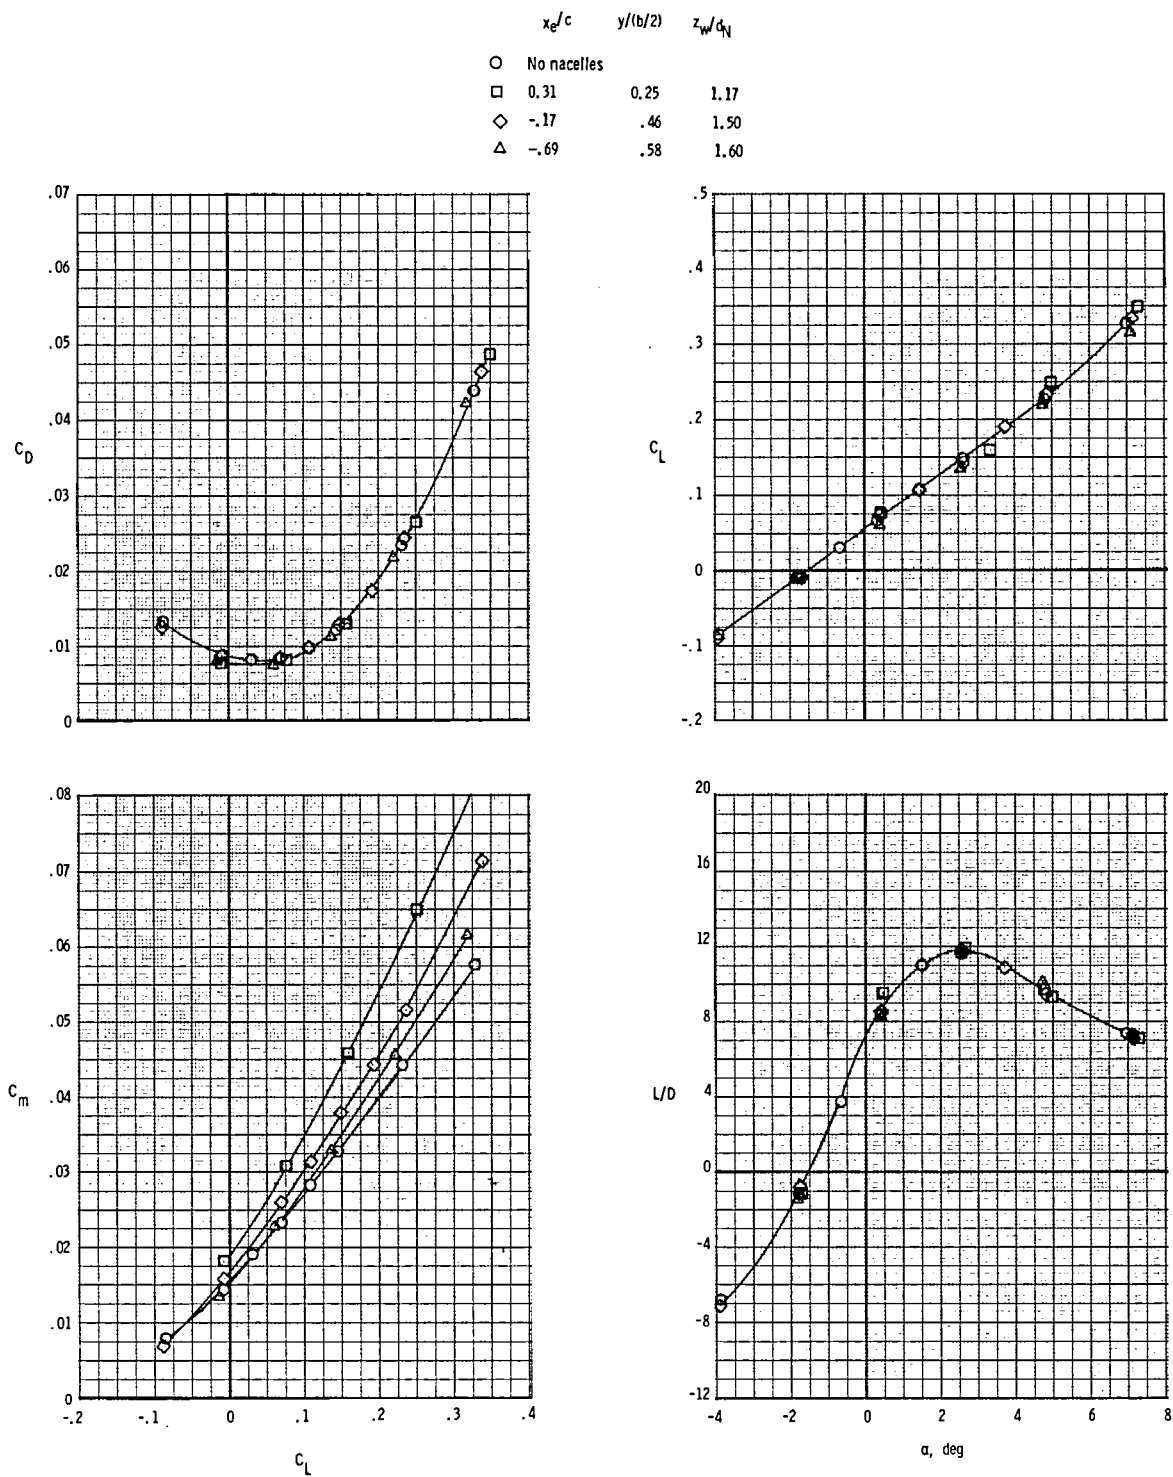 x_e/c y/(b/2) z_w/d_N
No nacelles
0.31 0.25 1.17
-.17 .46 1.50
-.69 .58 1.60
.07
.06
.05
.04
C_D
.03
.02
.01
0
.5
.4
.3
C_L
.2
.1
0
-.1
-.2
.08
.07
.06
.05
C_m
.04
.03
.02
.01
0
-.2 -.1 0 .1 .2 .3 .4
C_L
20
16
12
8
L/D
4
0
-4
-8
-12
-4 -2 0 2 4 6 8
α, deg